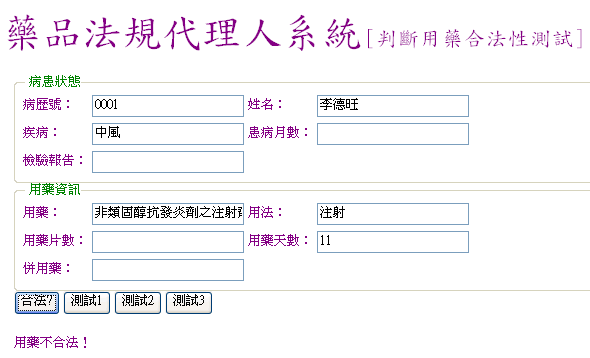 藥品法規代理人系統[判斷用藥合法性測試]
病患狀態
病歷號： 0001 姓名： 李德旺
疾病： 中風 患病月數：
檢驗報告：
用藥資訊
用藥： 非類固醇抗發炎劑之注射 用法： 注射
用藥片數： 用藥天數： 11
併用藥：
合法? 測試1 測試2 測試3
用藥不合法！